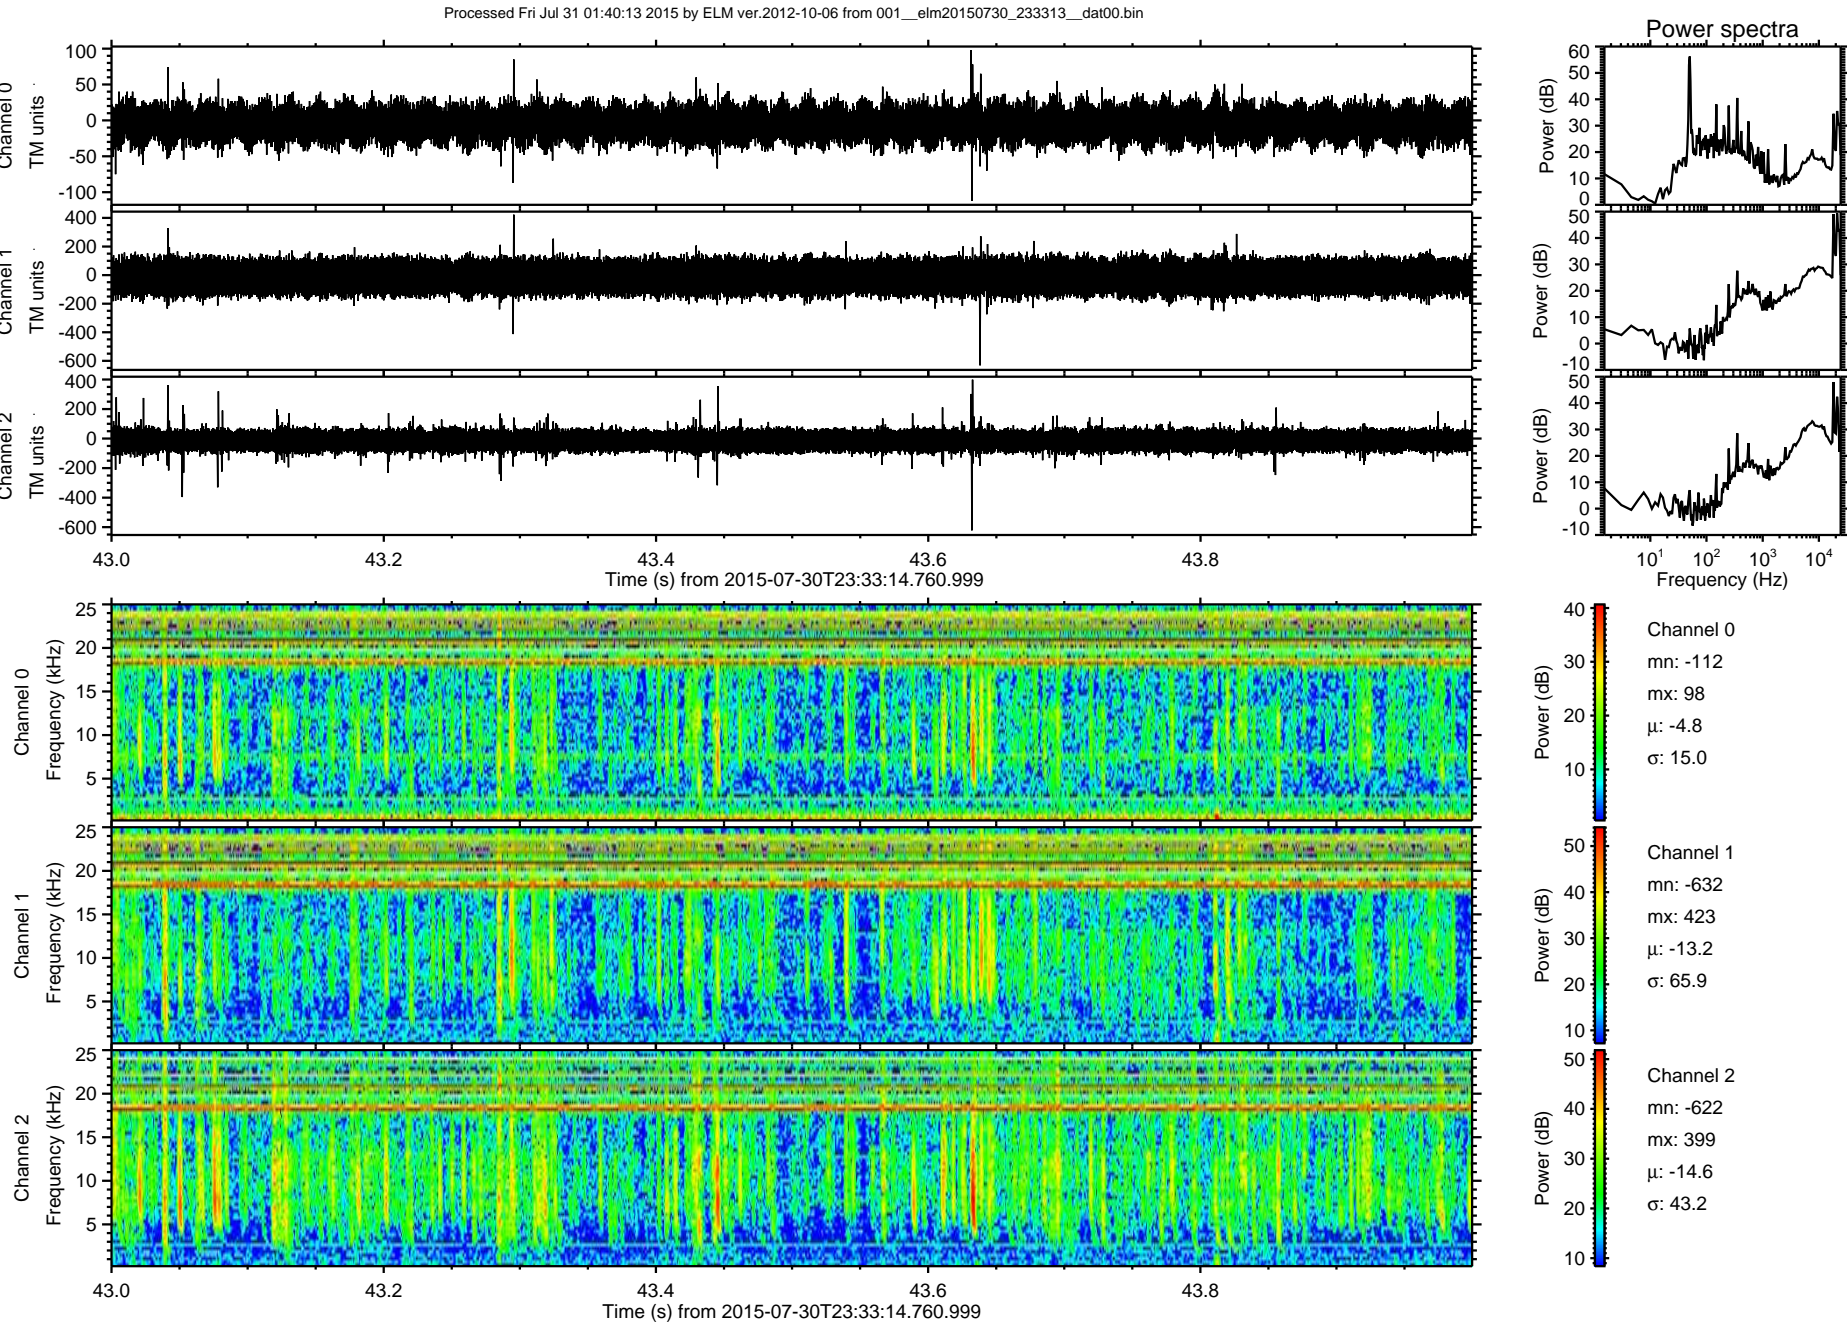 Processed Fri Jul 31 01:40:13 2015 by ELM ver.2012-10-06 from 001__elm20150730_233313__dat00.bin
Power spectra
Channel 0
TM units
100
50
0
-50
-100
Power (dB)
60
50
40
30
20
10
0
Channel 1
TM units
400
200
0
-200
-400
-600
Power (dB)
50
40
30
20
10
0
-10
Channel 2
TM units
400
200
0
-200
-400
-600
Power (dB)
50
40
30
20
10
0
-10
43.0 43.2 43.4 43.6 43.8
Time (s) from 2015-07-30T23:33:14.760.999
10^1 10^2 10^3 10^4
Frequency (Hz)
Channel 0
Frequency (kHz)
25
20
15
10
5
Power (dB)
40
30
20
10
Channel 0
mn: -112
mx: 98
μ: -4.8
σ: 15.0
Channel 1
Frequency (kHz)
25
20
15
10
5
Power (dB)
50
40
30
20
10
Channel 1
mn: -632
mx: 423
μ: -13.2
σ: 65.9
Channel 2
Frequency (kHz)
25
20
15
10
5
Power (dB)
50
40
30
20
10
Channel 2
mn: -622
mx: 399
μ: -14.6
σ: 43.2
43.0 43.2 43.4 43.6 43.8
Time (s) from 2015-07-30T23:33:14.760.999